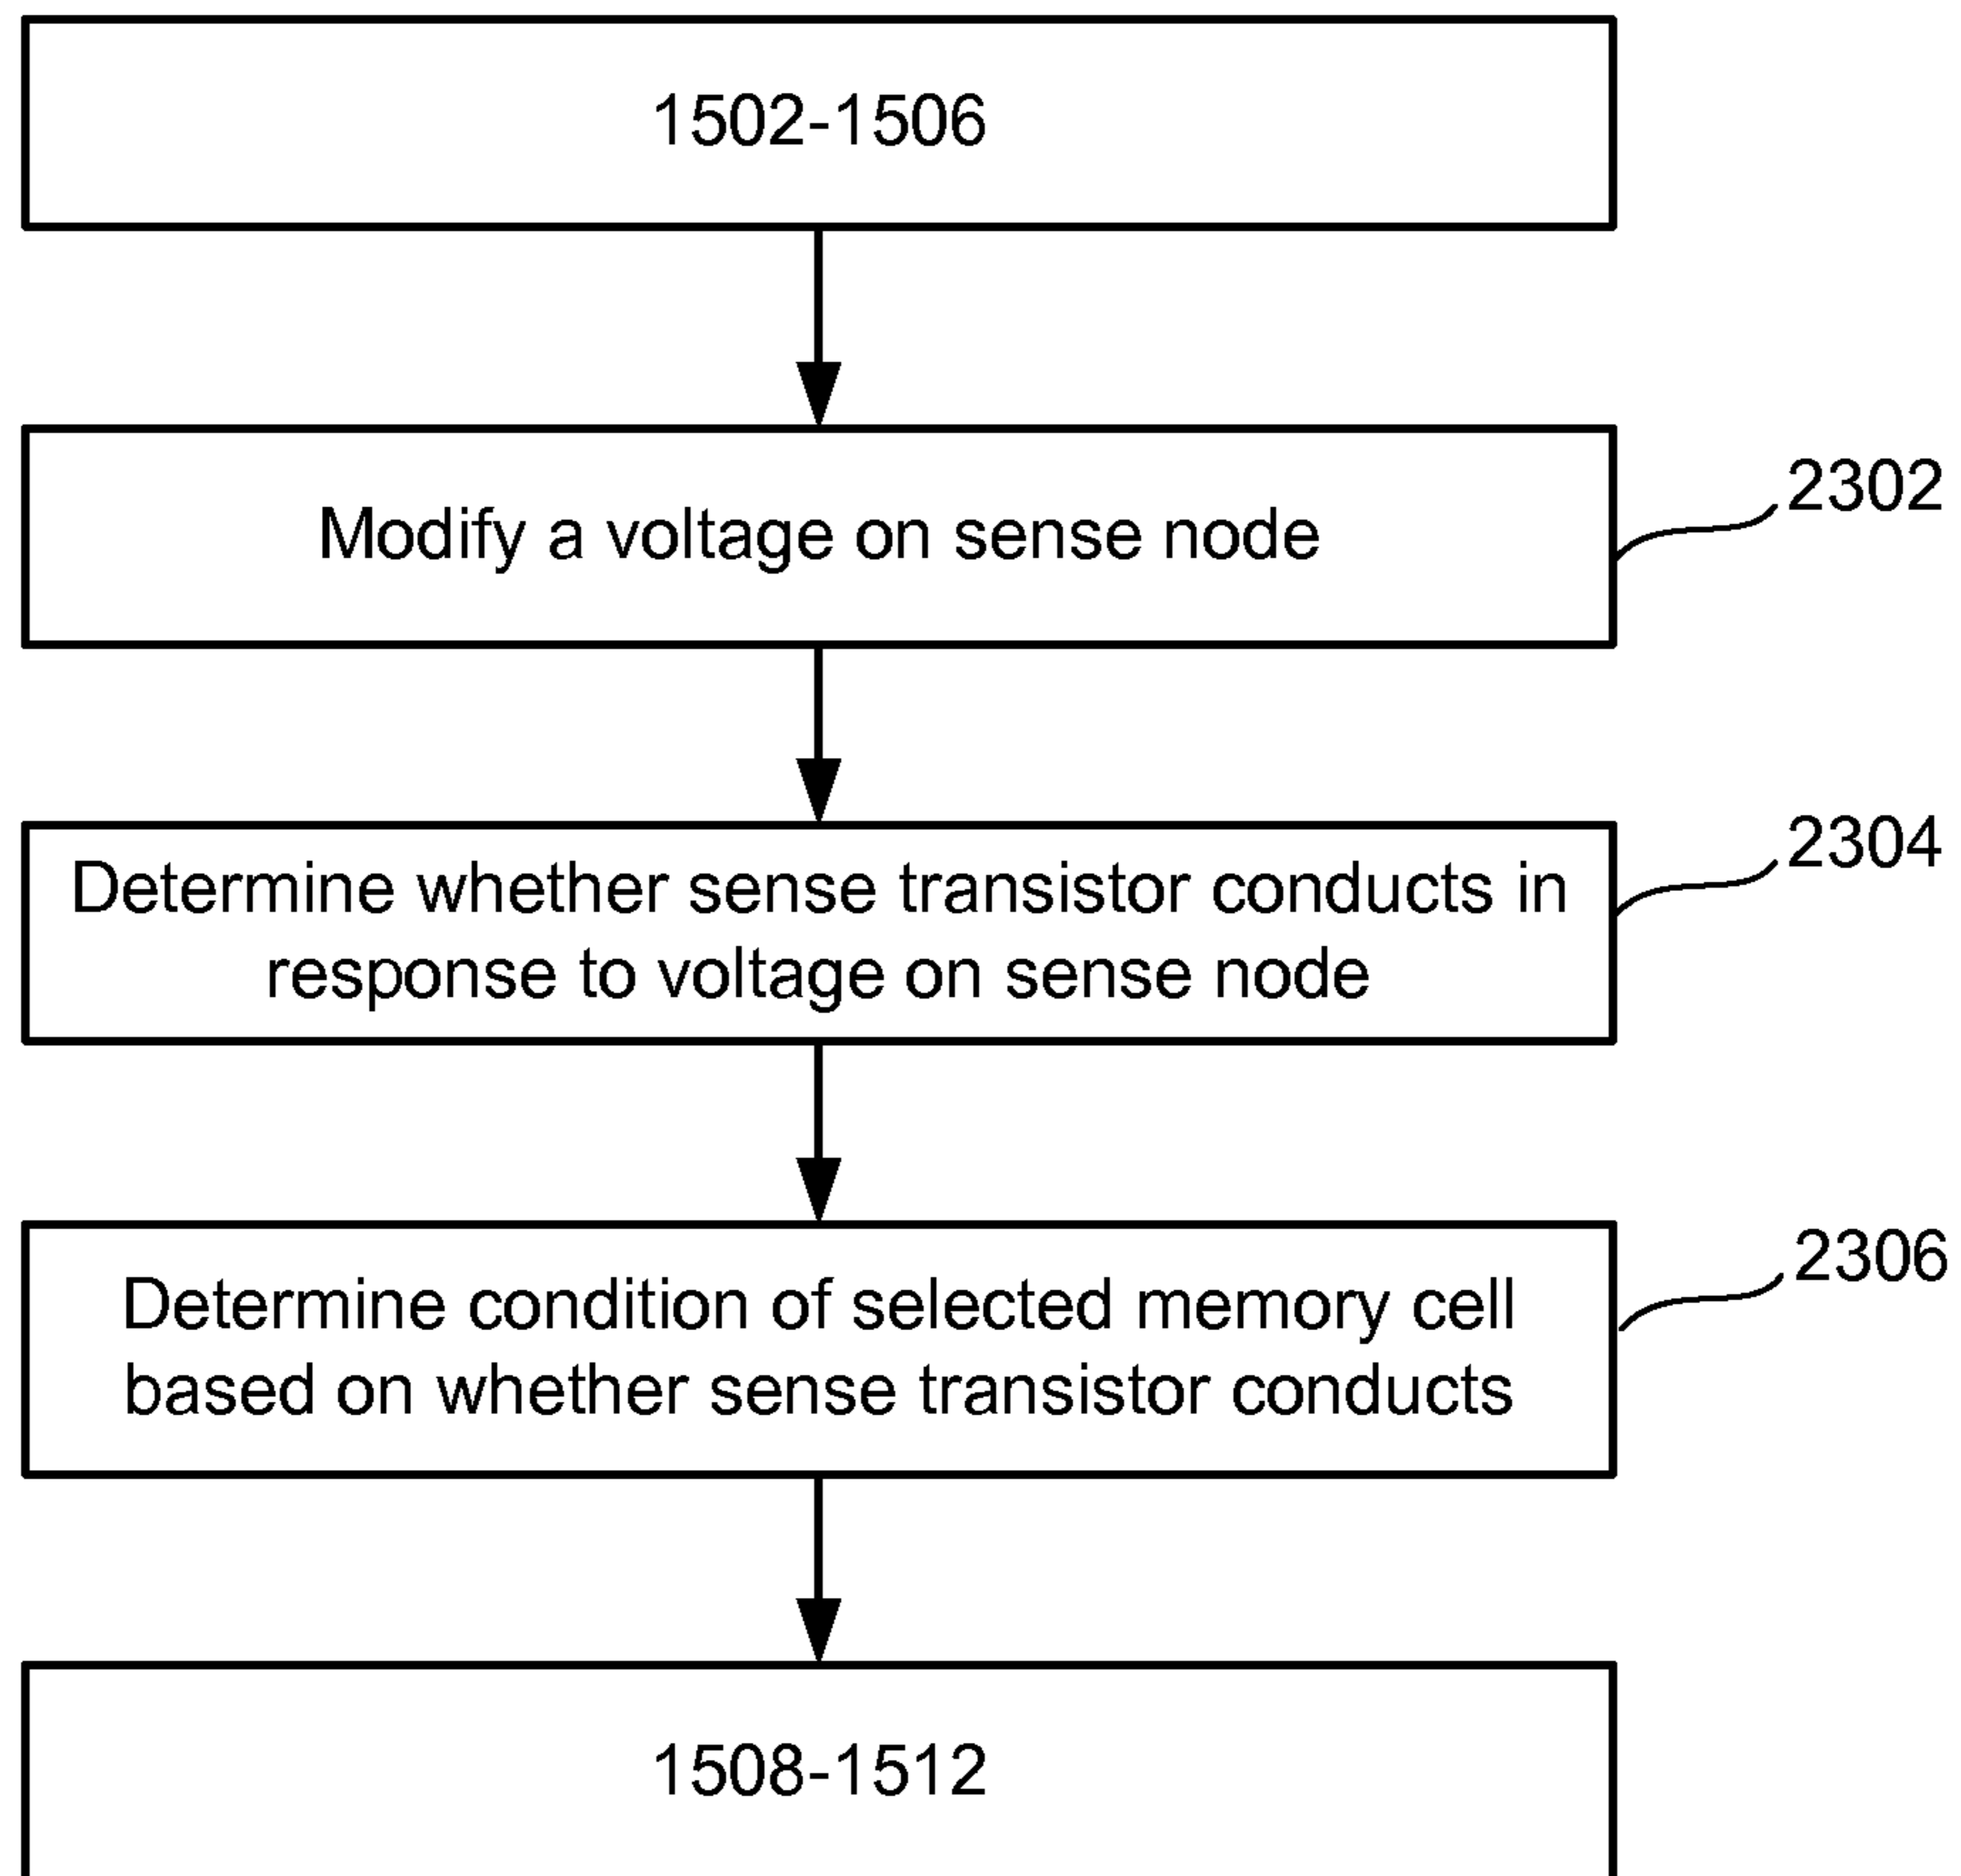 1502-1506
Modify a voltage on sense node
2302
Determine whether sense transistor conducts in
response to voltage on sense node
2304
Determine condition of selected memory cell
based on whether sense transistor conducts
2306
1508-1512